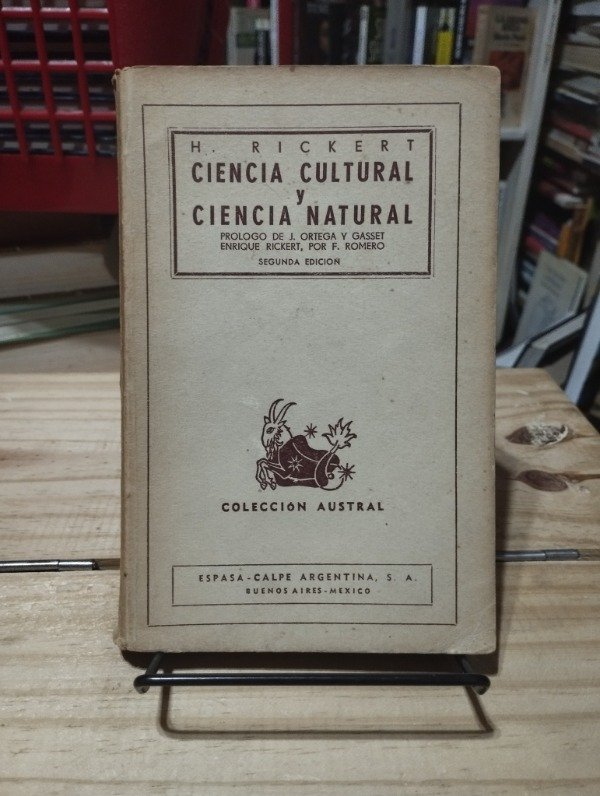 H. RICKERT
CIENCIA CULTURAL
y
CIENCIA NATURAL
PROLOGO DE J. ORTEGA Y GASSET
ENRIQUE RICKERT, POR F. ROMERO
SEGUNDA EDICION
COLECCIÓN AUSTRAL
ESPASA-CALPE ARGENTINA, S. A.
BUENOS AIRES-MEXICO